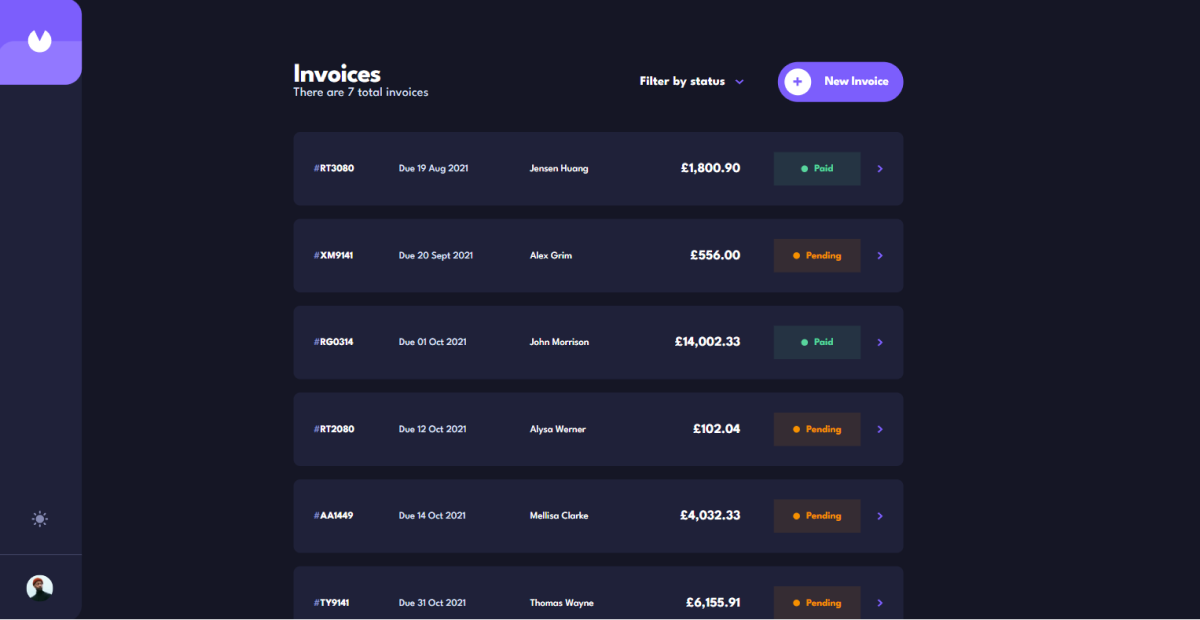 Invoices
There are 7 total invoices
Filter by status
New Invoice
#RT3080 Due 19 Aug 2021 Jensen Huang £1,800.90 Paid
#XM9141 Due 20 Sept 2021 Alex Grim £556.00 Pending
#RG0314 Due 01 Oct 2021 John Morrison £14,002.33 Paid
#RT2080 Due 12 Oct 2021 Alysa Werner £102.04 Pending
#AA1449 Due 14 Oct 2021 Mellisa Clarke £4,032.33 Pending
#TY9141 Due 31 Oct 2021 Thomas Wayne £6,155.91 Pending